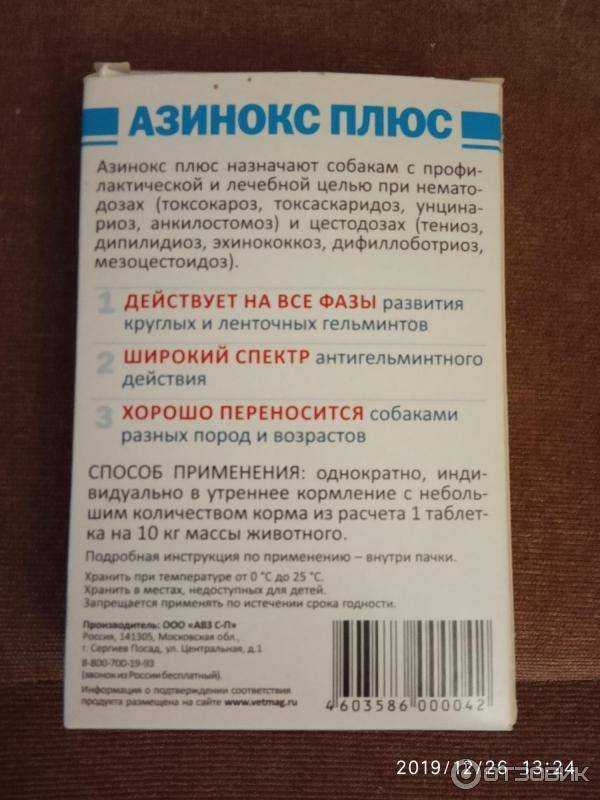 АЗИНОКС ПЛЮС
Азинокс плюс назначают собакам с профи-
лактической и лечебной целью при немато-
дозах (токсокароз, токсаскаридоз, унцина-
риоз, анкилостомоз) и цестодозах (тениоз,
дипилидиоз, эхинококкоз, дифиллоботриоз,
мезоцестоидоз).
1 ДЕЙСТВУЕТ НА ВСЕ ФАЗЫ развития
круглых и ленточных гельминтов
2 ШИРОКИЙ СПЕКТР антигельминтного
действия
3 ХОРОШО ПЕРЕНОСИТСЯ собаками
разных пород и возрастов
СПОСОБ ПРИМЕНЕНИЯ: однократно, инди-
видуально в утреннее кормление с неболь-
шим количеством корма из расчета 1 таблет-
ка на 10 кг массы животного.
Подробная инструкция по применению – внутри пачки.
Хранить при температуре от 0 °С до 25 °С.
Хранить в местах, недоступных для детей.
Запрещается применять по истечении срока годности.
Производитель: ООО «АВЗ С-П»
Россия, 141305, Московская обл.,
г. Сергиев Посад, ул. Центральная, д.1
8-800-700-19-93
(звонок из России бесплатный).
Информация о подтверждении соответствия
продукта размещена на сайте www.vetmag.ru
4603586000042
2019/12/26 13:24
ОТЗОВИК